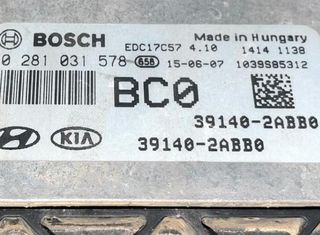 Made in Hungary
BOSCH EDC17C57 4.10 1414 1138
0 281 031 578 65B 15-06-07 1039S85312
BC0
39140-2ABB0
KIA 39140-2ABB0